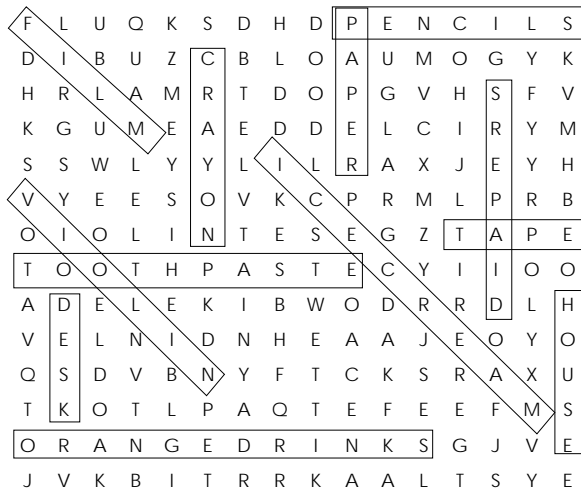 F L U Q K S D H D P E N C I L S
D I B U Z C B L O A U M O G Y K
H R L A M R T D O P G V H S F V
K G U M E A E D D E L C I R Y M
S S W L Y Y L I L R A X J E Y H
V Y E E S O V K C P R M L P R B
O I O L I N T E S E G Z T A P E
T O O T H P A S T E C Y I I O O
A D E L E K I B W O D R R D L H
V E L N I D N H E A A J E O Y O
Q S D V B N Y F T C K S R A X U
T K O T L P A Q T E F E E F M S
O R A N G E D R I N K S G J V E
J V K B I T R R K A A L T S Y E